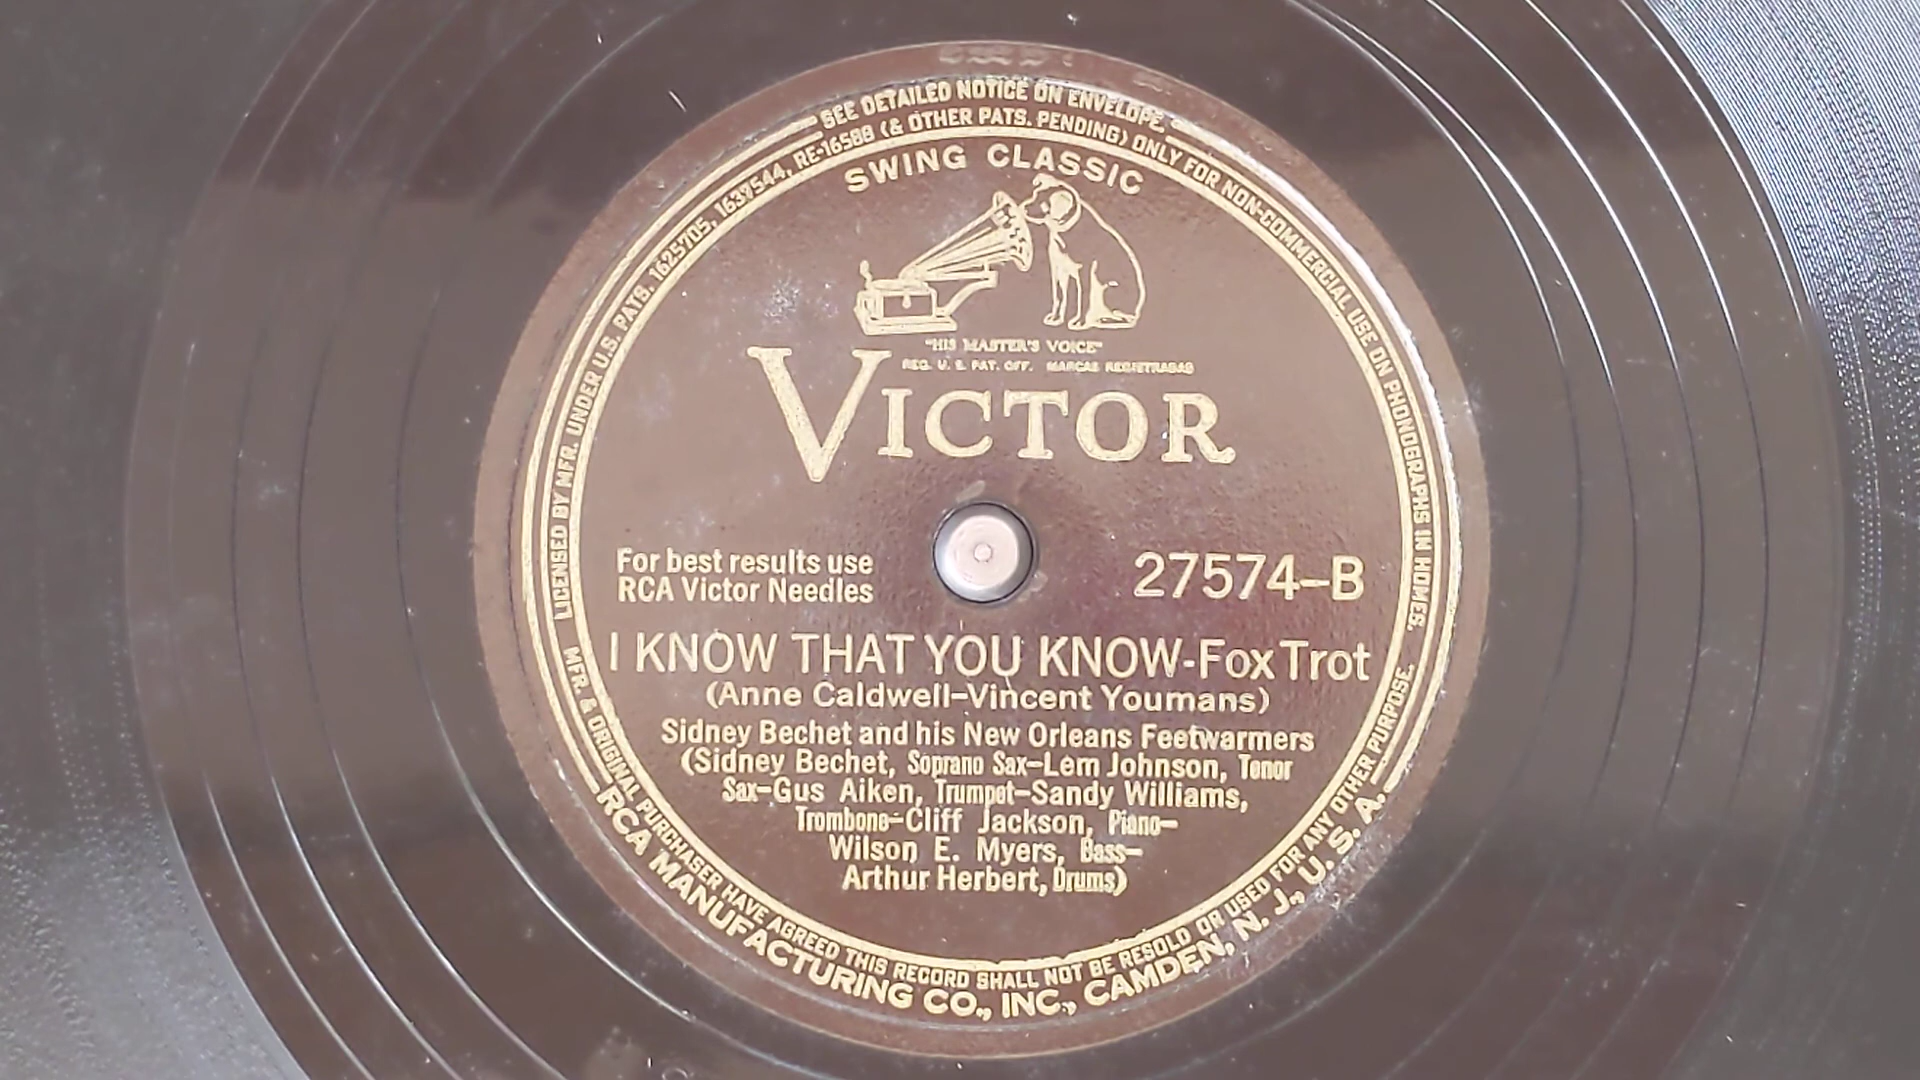 SEE DETAILED NOTICE ON ENVELOPE.
LICENSED BY MFR. UNDER U.S. PATS. 1625705, 1637544, RE-16588 (& OTHER PATS. PENDING) ONLY FOR NON-COMMERCIAL USE ON PHONOGRAPHS IN HOMES.
SWING CLASSIC
"HIS MASTER'S VOICE"
REG. U. S. PAT. OFF. MARCAS REGISTRADAS
VICTOR
For best results use
RCA Victor Needles
27574-B
I KNOW THAT YOU KNOW-Fox Trot
(Anne Caldwell-Vincent Youmans)
Sidney Bechet and his New Orleans Feetwarmers
(Sidney Bechet, Soprano Sax-Lem Johnson, Tenor
Sax-Gus Aiken, Trumpet-Sandy Williams,
Trombone-Cliff Jackson, Piano-
Wilson E. Myers, Bass-
Arthur Herbert, Drums)
MFR. & ORIGINAL PURCHASER HAVE AGREED THIS RECORD SHALL NOT BE RESOLD OR USED FOR ANY OTHER PURPOSE.
RCA MANUFACTURING CO., INC., CAMDEN, N. J., U. S. A.